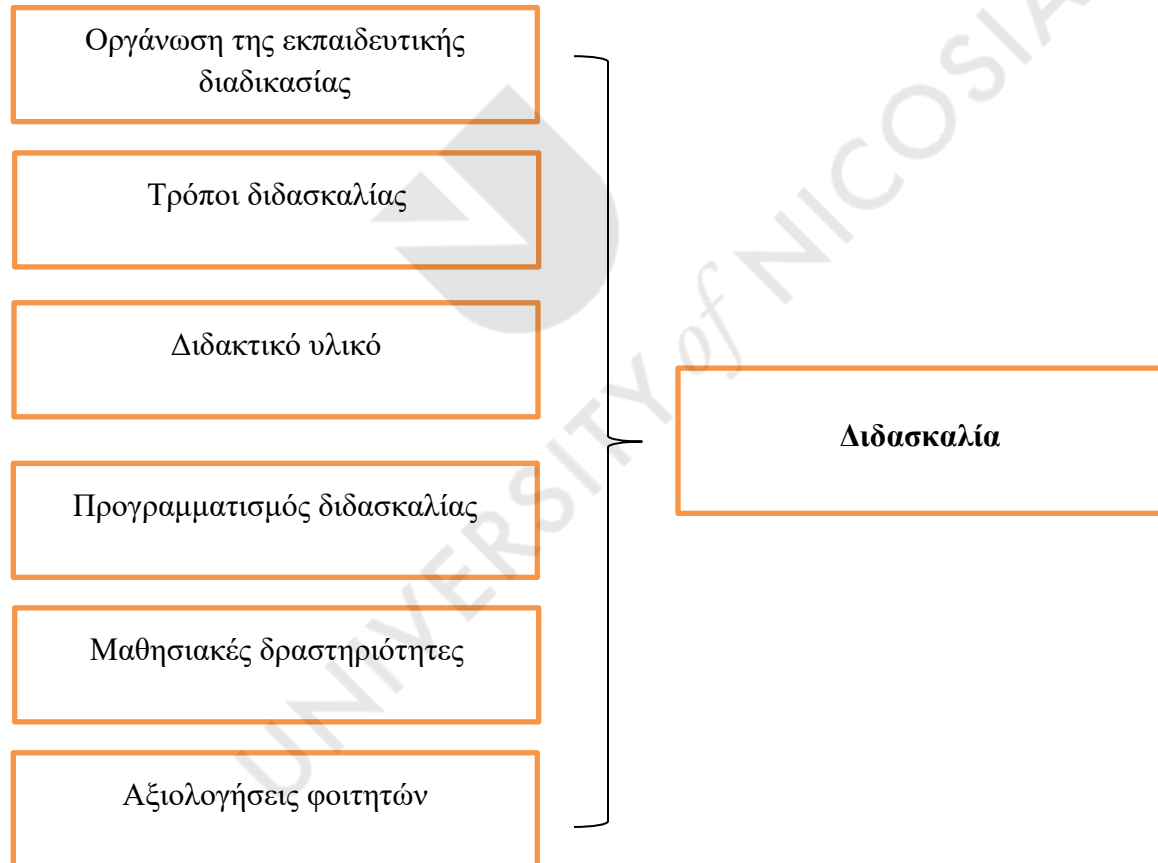 Οργάνωση της εκπαιδευτικής
διαδικασίας
Τρόποι διδασκαλίας
Διδακτικό υλικό
Προγραμματισμός διδασκαλίας
Μαθησιακές δραστηριότητες
Αξιολογήσεις φοιτητών
Διδασκαλία
UNIVERSITY of NICOSIA